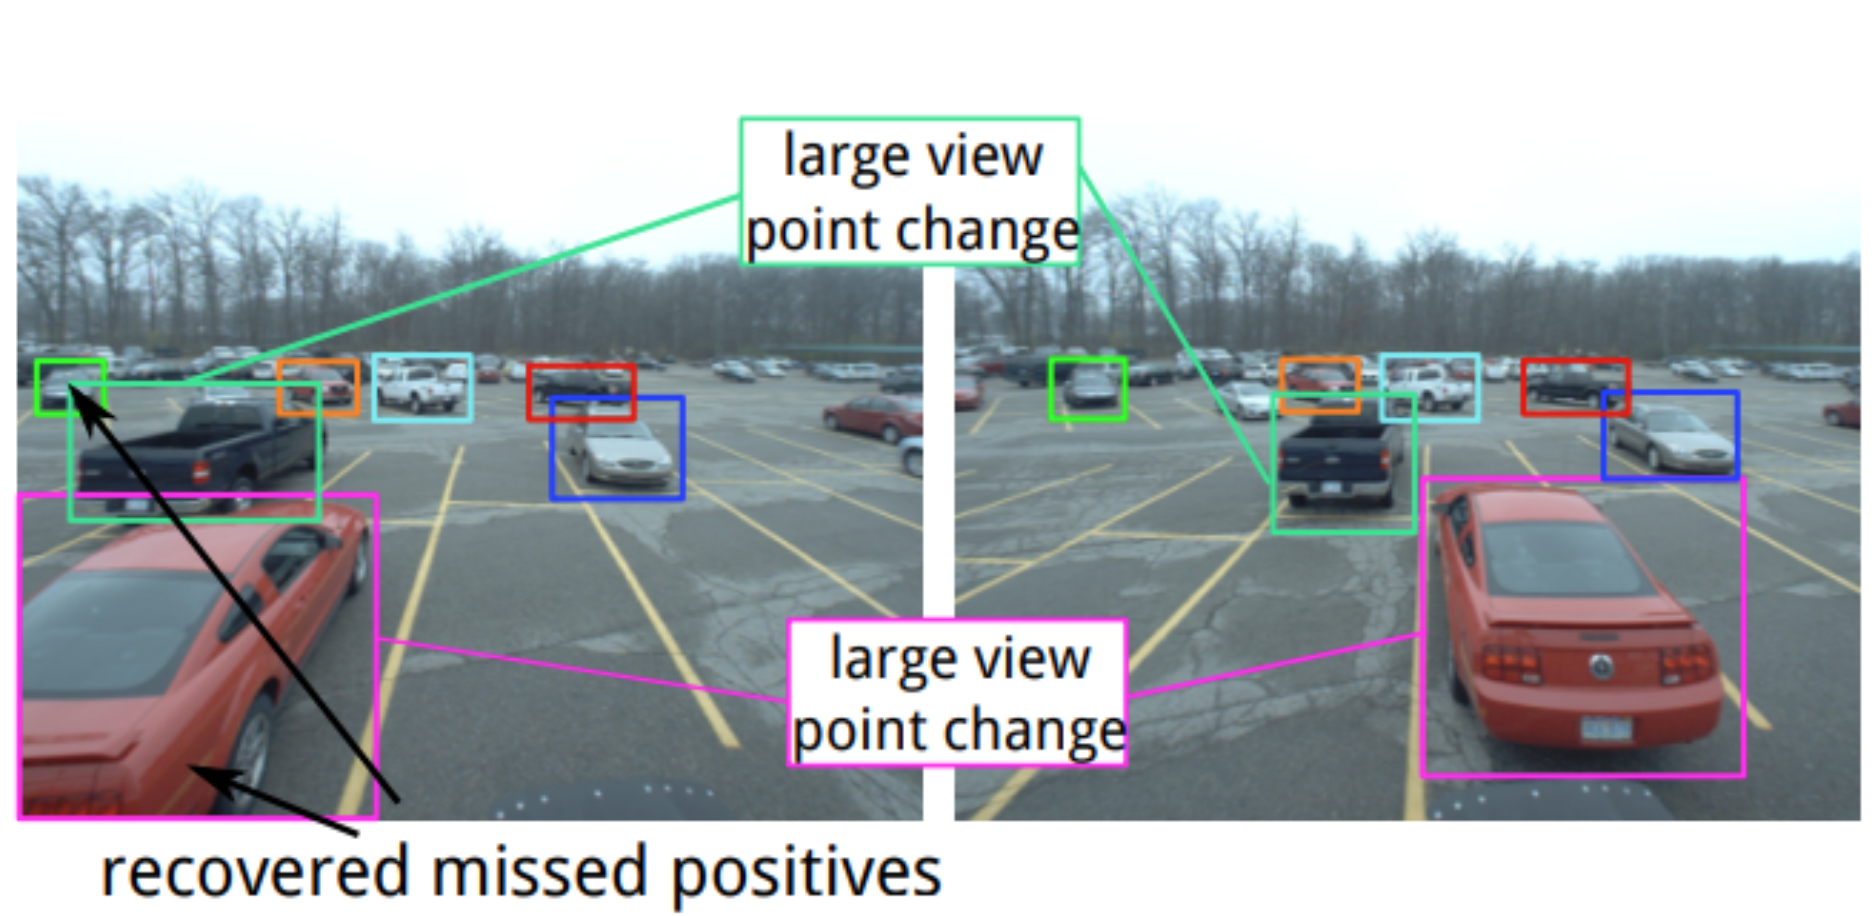 large view
point change
large view
point change
recovered missed positives